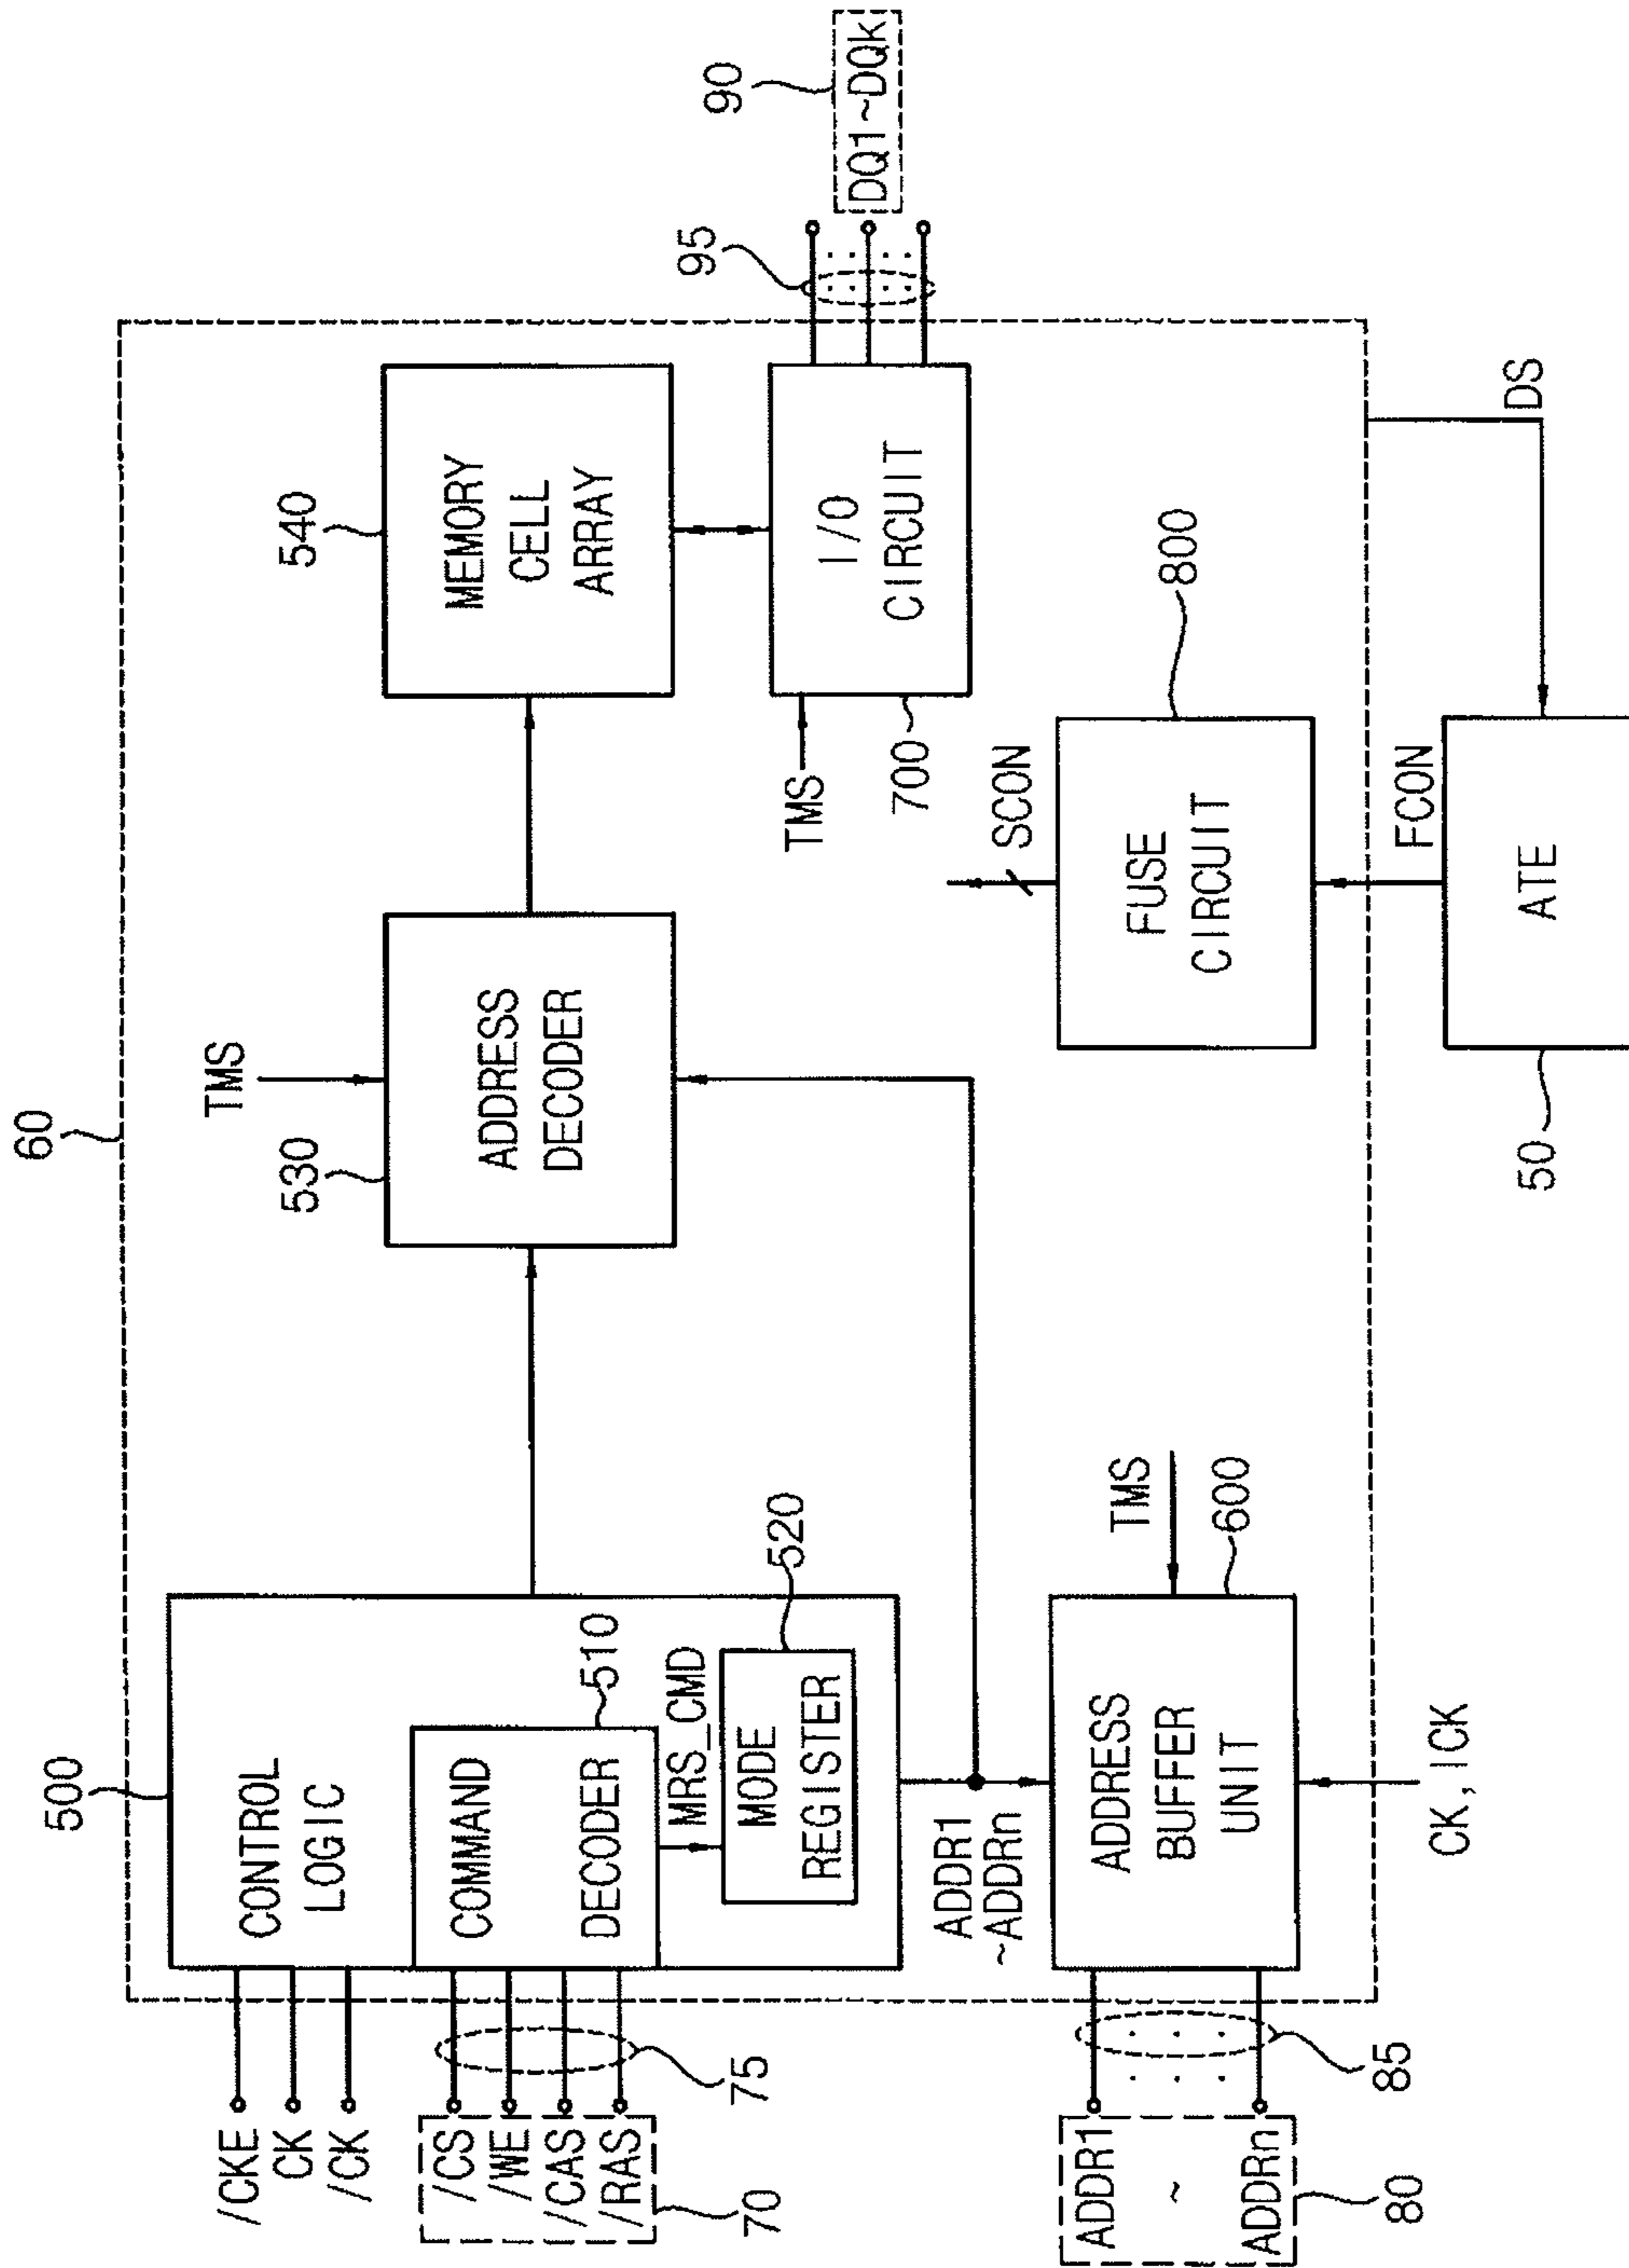 60
500
CONTROL
LOGIC
/CKE
CK
/CK
COMMAND
DECODER
510
/CS
/WE
/CAS
/RAS
70
75
MRS_CMD
MODE
REGISTER
520
TMS
530
ADDRESS
DECODER
540
MEMORY
CELL
ARRAY
TMS
700
I/O
CIRCUIT
95
90
DQ1~DQk
ADDR1
~ADDRn
TMS
600
ADDRESS
BUFFER
UNIT
ADDR1
~
ADDRn
80
85
CK, ICK
SCON
800
FUSE
CIRCUIT
FCON
DS
ATE
50